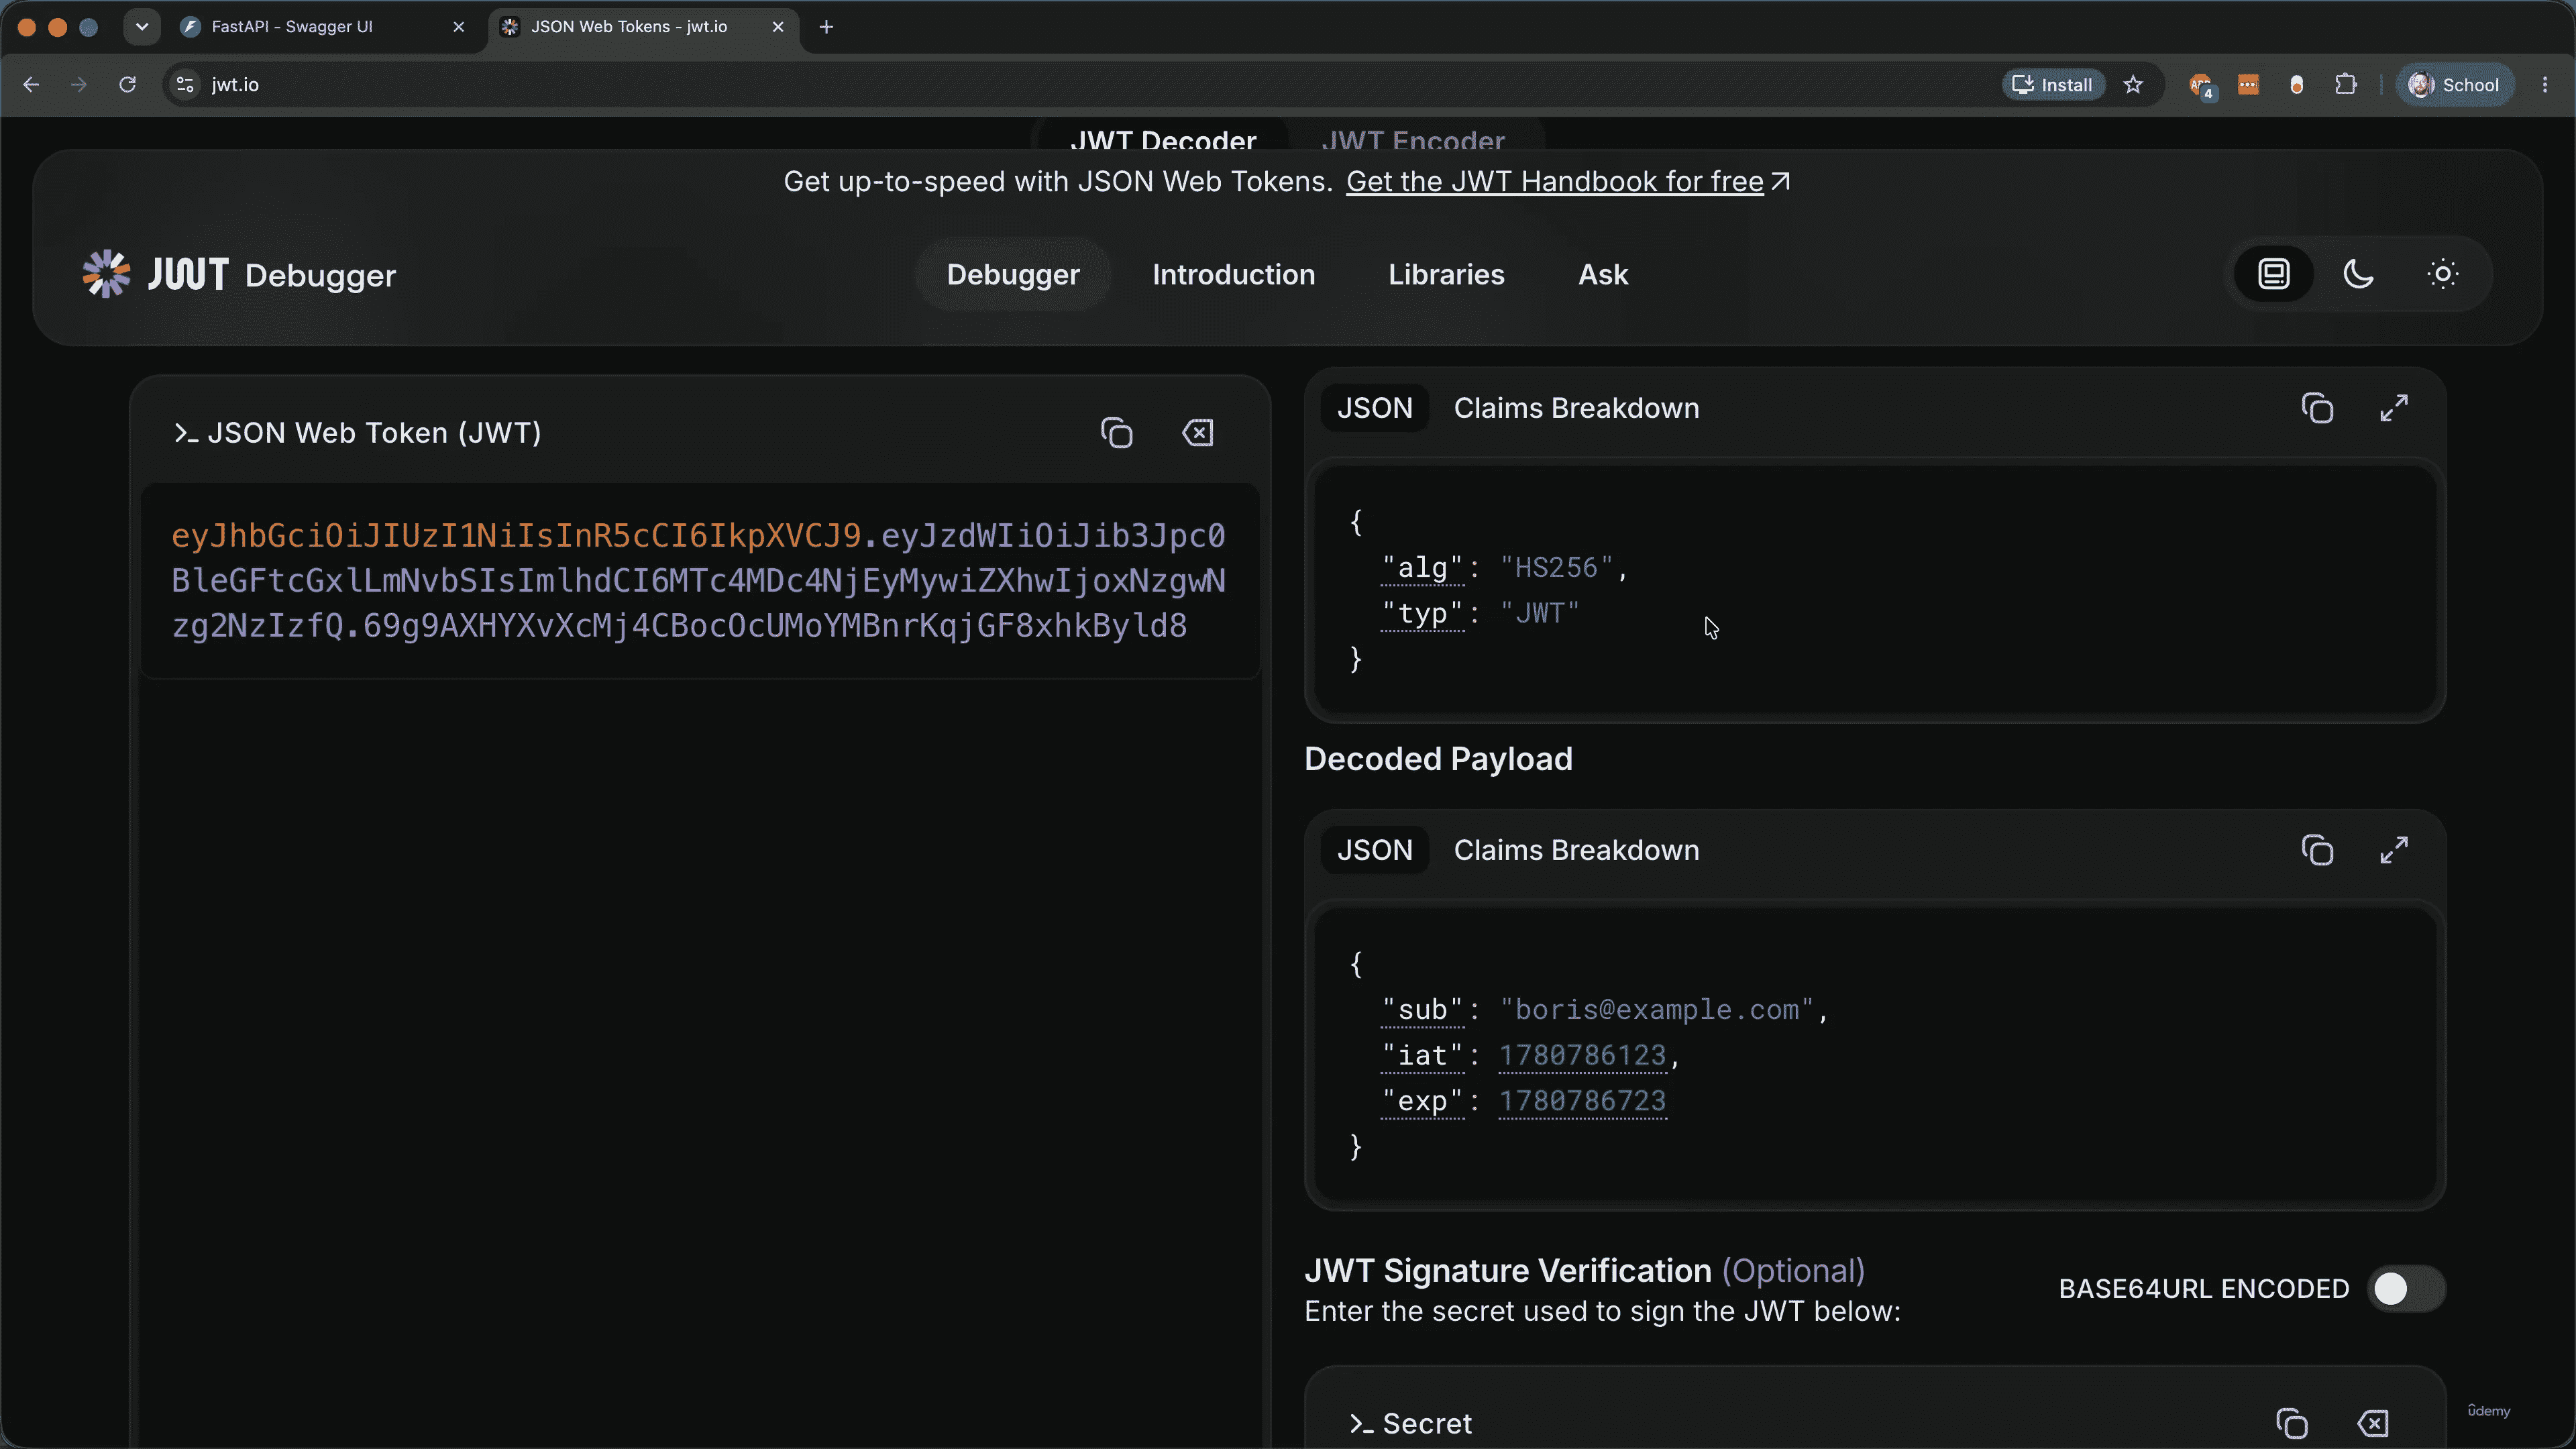 FastAPI - Swagger UI
JSON Web Tokens - jwt.io
jwt.io
Install
4
School
JWT Decoder
JWT Encoder
Get up-to-speed with JSON Web Tokens. Get the JWT Handbook for free
JWT Debugger
Debugger
Introduction
Libraries
Ask
JSON Web Token (JWT)
eyJhbGciOiJIUzI1NiIsInR5cCI6IkpXVCJ9.eyJzdWIiOiJib3Jpc0
BleGFtcGxlLmNvbSIsImlhdCI6MTc4MDc4NjEyMywiZXhwIjoxNzgwN
zg2NzIzfQ.69g9AXHYXvXcMj4CBocOcUMoYMBnrKqjGF8xhkByld8
JSON
Claims Breakdown
{
"alg": "HS256",
"typ": "JWT"
}
Decoded Payload
JSON
Claims Breakdown
{
"sub": "boris@example.com",
"iat": 1780786123,
"exp": 1780786723
}
JWT Signature Verification (Optional)
Enter the secret used to sign the JWT below:
BASE64URL ENCODED
Secret
ûdemy